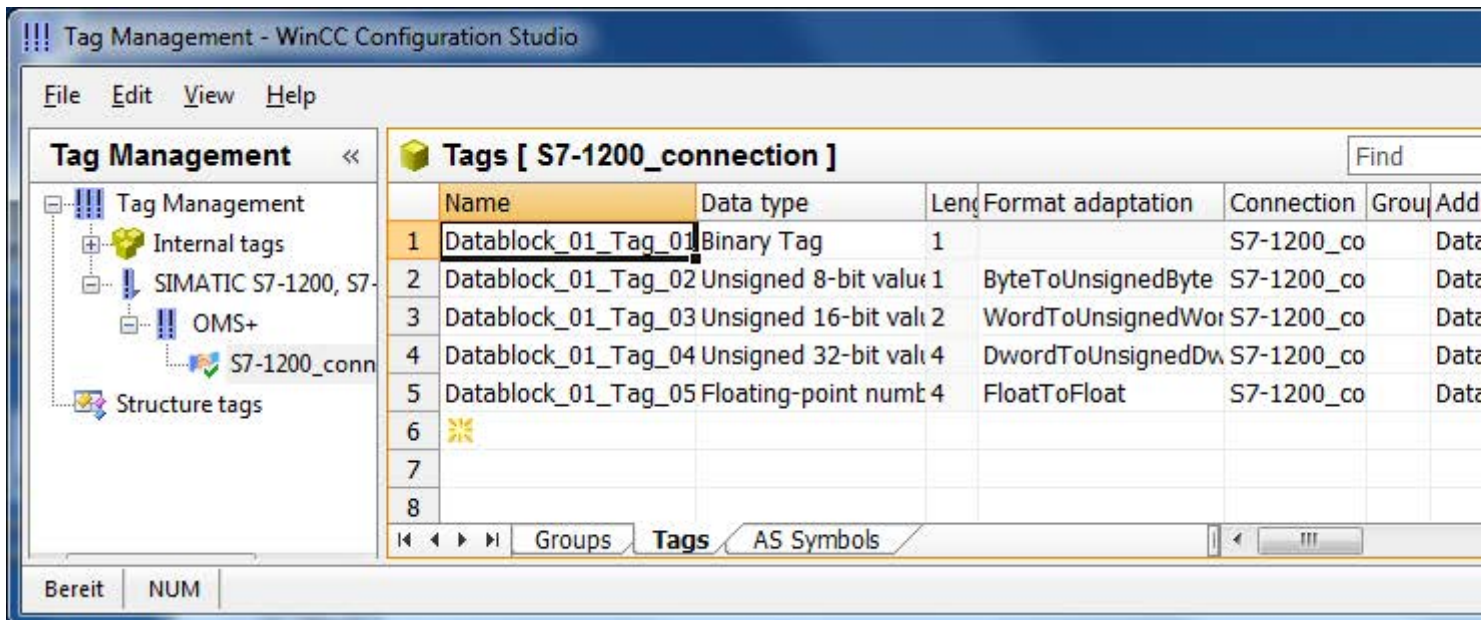 Tag Management - WinCC Configuration Studio
File Edit View Help
Tag Management «
Tag Management
Internal tags
SIMATIC S7-1200, S7-
OMS+
S7-1200_conn
Structure tags
Tags [ S7-1200_connection ] Find
Name Data type Leng Format adaptation Connection Group Add
1 Datablock_01_Tag_01 Binary Tag 1 S7-1200_co Data
2 Datablock_01_Tag_02 Unsigned 8-bit value 1 ByteToUnsignedByte S7-1200_co Data
3 Datablock_01_Tag_03 Unsigned 16-bit valu 2 WordToUnsignedWor S7-1200_co Data
4 Datablock_01_Tag_04 Unsigned 32-bit valu 4 DwordToUnsignedDw S7-1200_co Data
5 Datablock_01_Tag_05 Floating-point numb 4 FloatToFloat S7-1200_co Data
6
7
8
Groups Tags AS Symbols
Bereit NUM